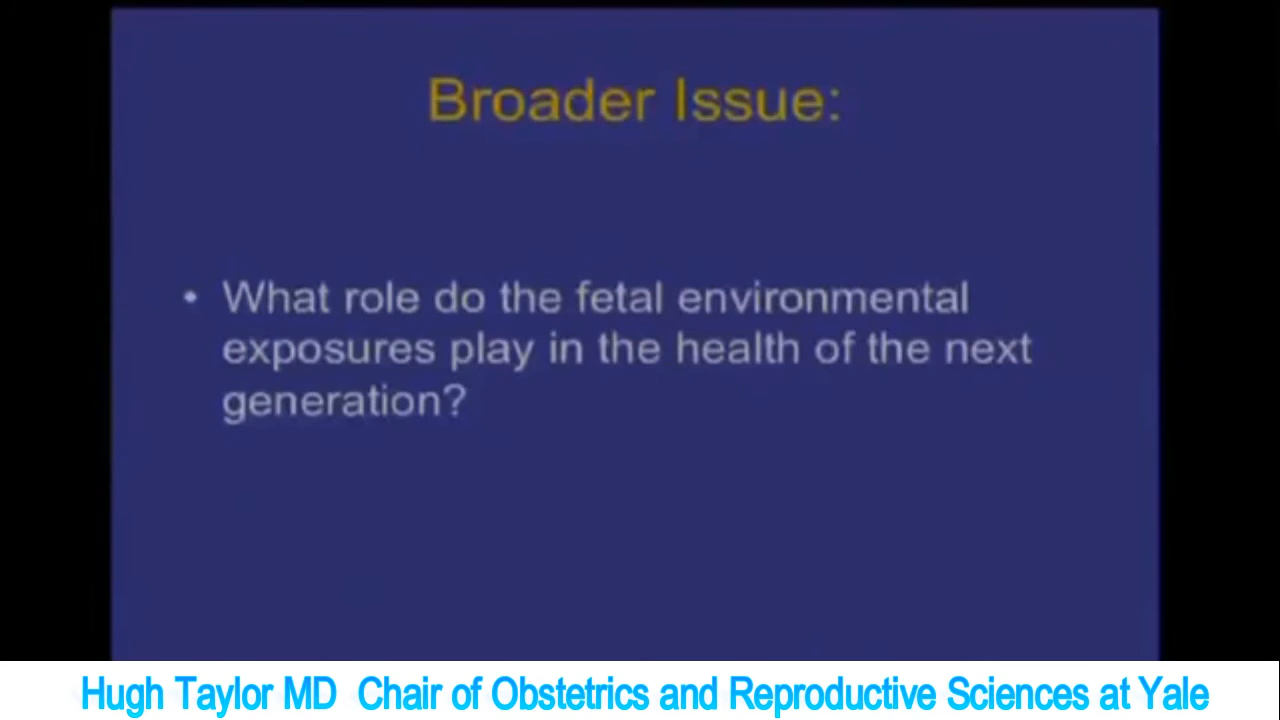 Broader Issue:
• What role do the fetal environmental
exposures play in the health of the next
generation?
Hugh Taylor MD  Chair of Obstetrics and Reproductive Sciences at Yale